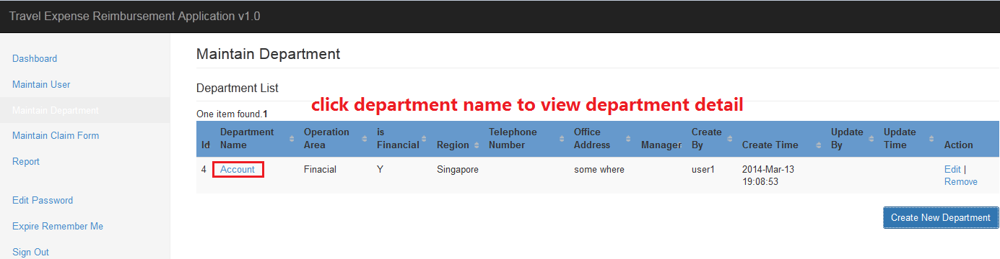 Travel Expense Reimbursement Application v1.0
Dashboard
Maintain User
Maintain Department
Maintain Claim Form
Report
Edit Password
Expire Remember Me
Sign Out
Maintain Department
Department List
click department name to view department detail
One item found.1
Id Department Name Operation Area is Financial Region Telephone Number Office Address Manager Create By Create Time Update By Update Time Action
4 Account Finacial Y Singapore some where user1 2014-Mar-13 19:08:53 Edit | Remove
Create New Department